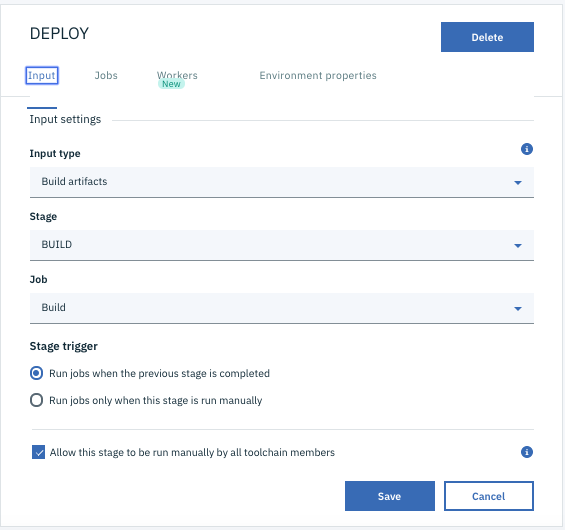 DEPLOY
Delete
Input Jobs Workers Environment properties
New
Input settings
Input type
Build artifacts
Stage
BUILD
Job
Build
Stage trigger
Run jobs when the previous stage is completed
Run jobs only when this stage is run manually
Allow this stage to be run manually by all toolchain members
Save Cancel